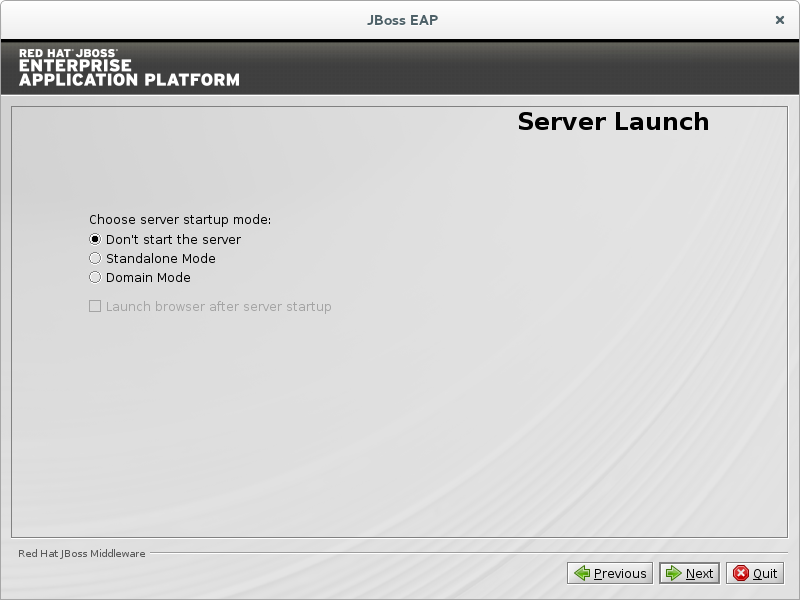 JBoss EAP
RED HAT® JBOSS®
ENTERPRISE
APPLICATION PLATFORM
Server Launch
Choose server startup mode:
Don't start the server
Standalone Mode
Domain Mode
Launch browser after server startup
Red Hat JBoss Middleware
Previous Next Quit